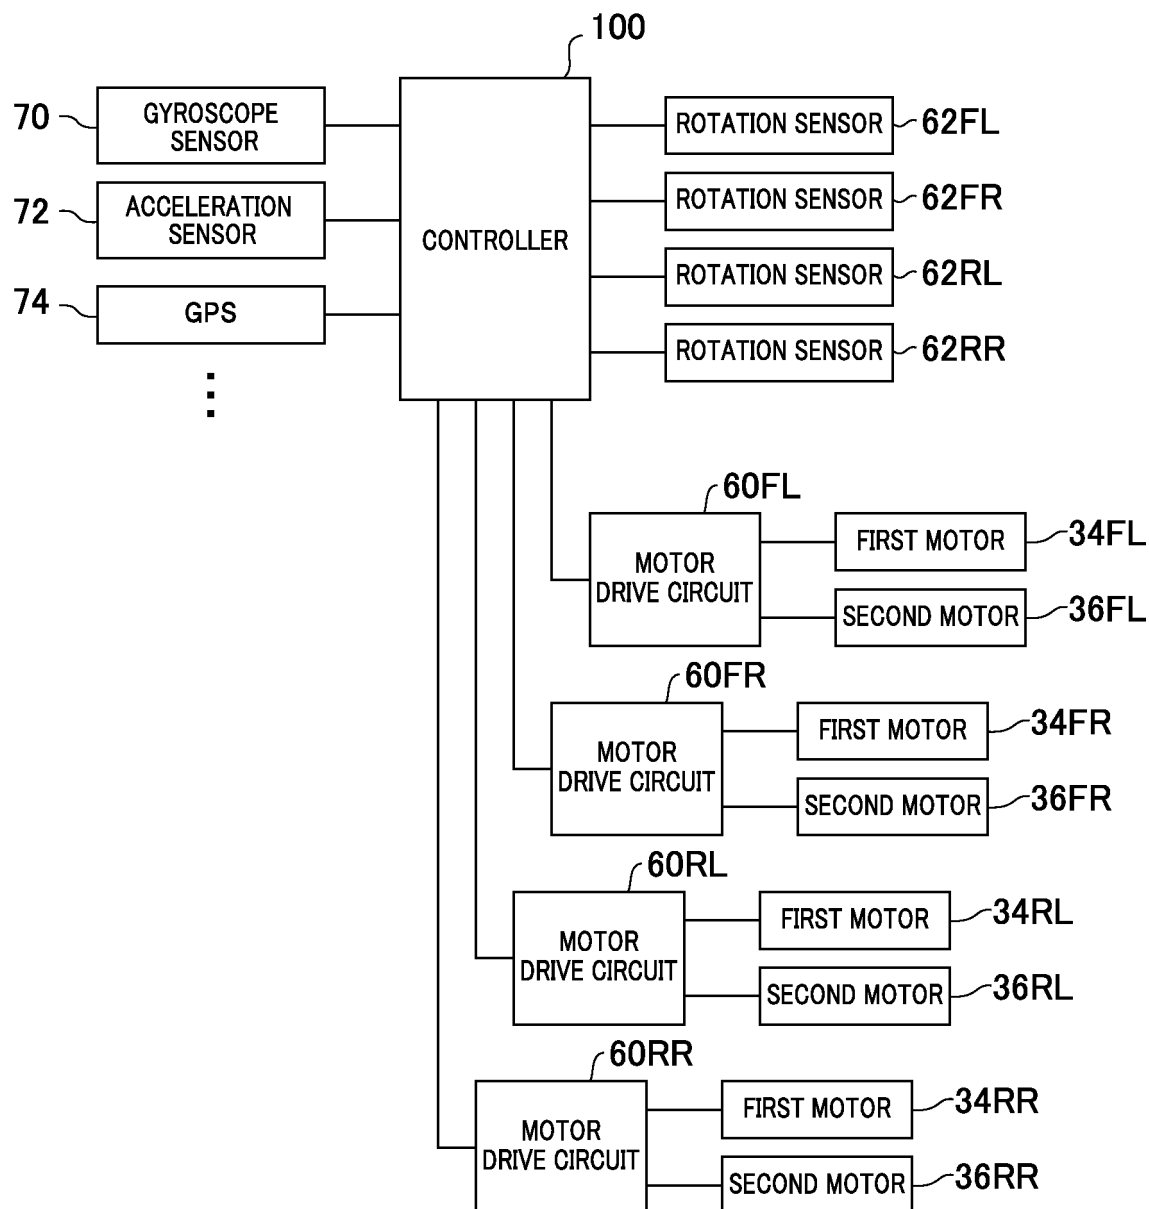 100
70
GYROSCOPE
SENSOR
72
ACCELERATION
SENSOR
74
GPS
CONTROLLER
ROTATION SENSOR
62FL
ROTATION SENSOR
62FR
ROTATION SENSOR
62RL
ROTATION SENSOR
62RR
60FL
MOTOR
DRIVE CIRCUIT
FIRST MOTOR
34FL
SECOND MOTOR
36FL
60FR
MOTOR
DRIVE CIRCUIT
FIRST MOTOR
34FR
SECOND MOTOR
36FR
60RL
MOTOR
DRIVE CIRCUIT
FIRST MOTOR
34RL
SECOND MOTOR
36RL
60RR
MOTOR
DRIVE CIRCUIT
FIRST MOTOR
34RR
SECOND MOTOR
36RR